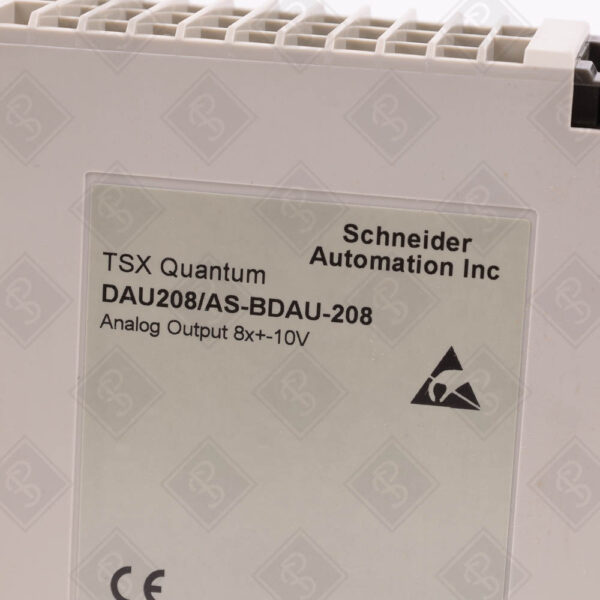 Schneider
Automation Inc
TSX Quantum
DAU208/AS-BDAU-208
Analog Output 8x+-10V
CE